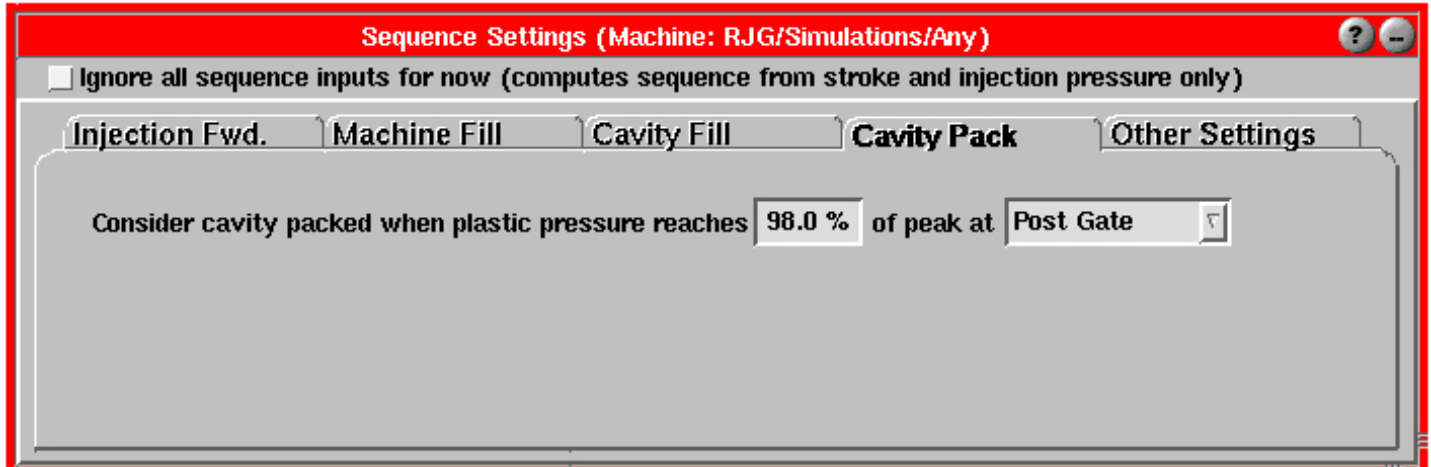 Sequence Settings (Machine: RJG/Simulations/Any) ? -
Ignore all sequence inputs for now (computes sequence from stroke and injection pressure only)
Injection Fwd. Machine Fill Cavity Fill Cavity Pack Other Settings
Consider cavity packed when plastic pressure reaches 98.0 % of peak at Post Gate